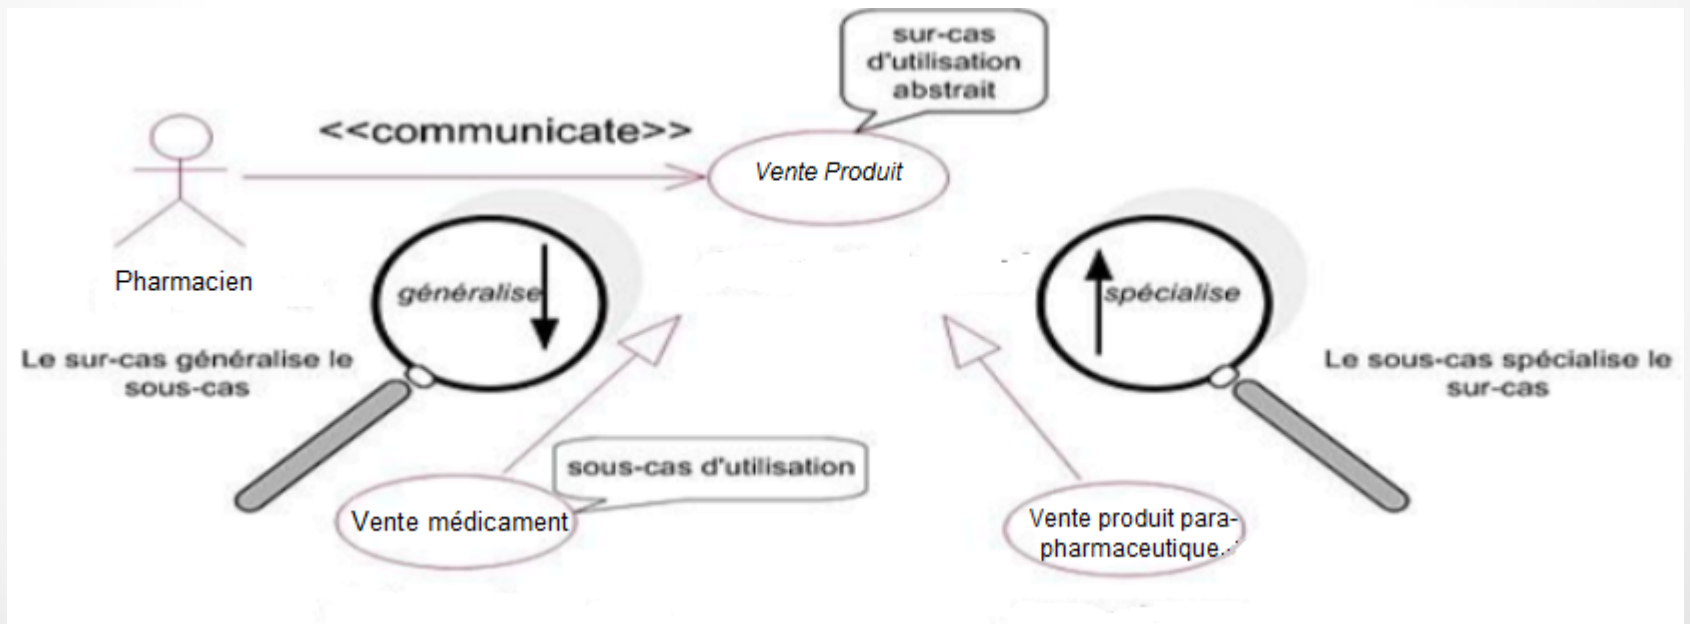 sur-cas
d'utilisation
abstrait
<<communicate>>
Vente Produit
Pharmacien
généralise
spécialise
Le sur-cas généralise le
sous-cas
Le sous-cas spécialise le
sur-cas
sous-cas d'utilisation
Vente médicament
Vente produit para-
pharmaceutique